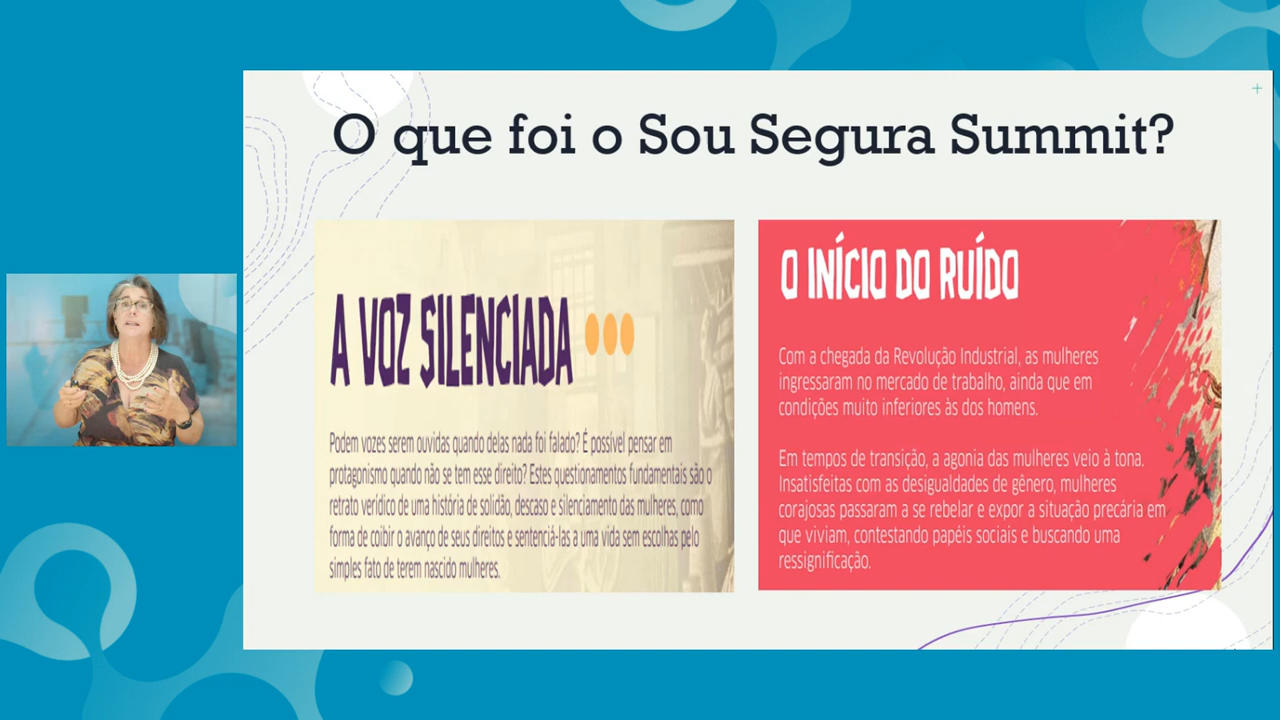 O que foi o Sou Segura Summit?
A VOZ SILENCIADA
Podem vozes serem ouvidas quando delas nada foi falado? É possível pensar em
protagonismo quando não se tem esse direito? Estes questionamentos fundamentais são o
retrato verídico de uma história de solidão, descaso e silenciamento das mulheres, como
forma de coibir o avanço de seus direitos e sentenciá-las a uma vida sem escolhas pelo
simples fato de terem nascido mulheres.
O INÍCIO DO RUÍDO
Com a chegada da Revolução Industrial, as mulheres
ingressaram no mercado de trabalho, ainda que em
condições muito inferiores às dos homens.
Em tempos de transição, a agonia das mulheres veio à tona.
Insatisfeitas com as desigualdades de gênero, mulheres
corajosas passaram a se rebelar e expor a situação precária em
que viviam, contestando papéis sociais e buscando uma
ressignificação.